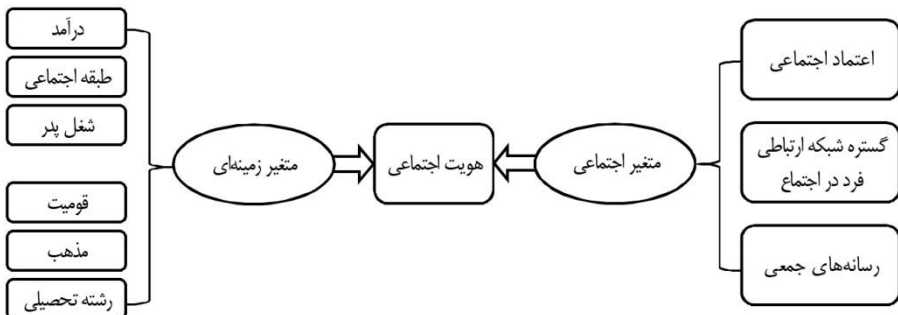 اعتماد اجتماعی
گستره شبکه ارتباطی
فرد در اجتماع
رسانه‌های جمعی
متغیر اجتماعی
هویت اجتماعی
متغیر زمینه‌ای
درآمد
طبقه اجتماعی
شغل پدر
قومیت
مذهب
رشته تحصیلی